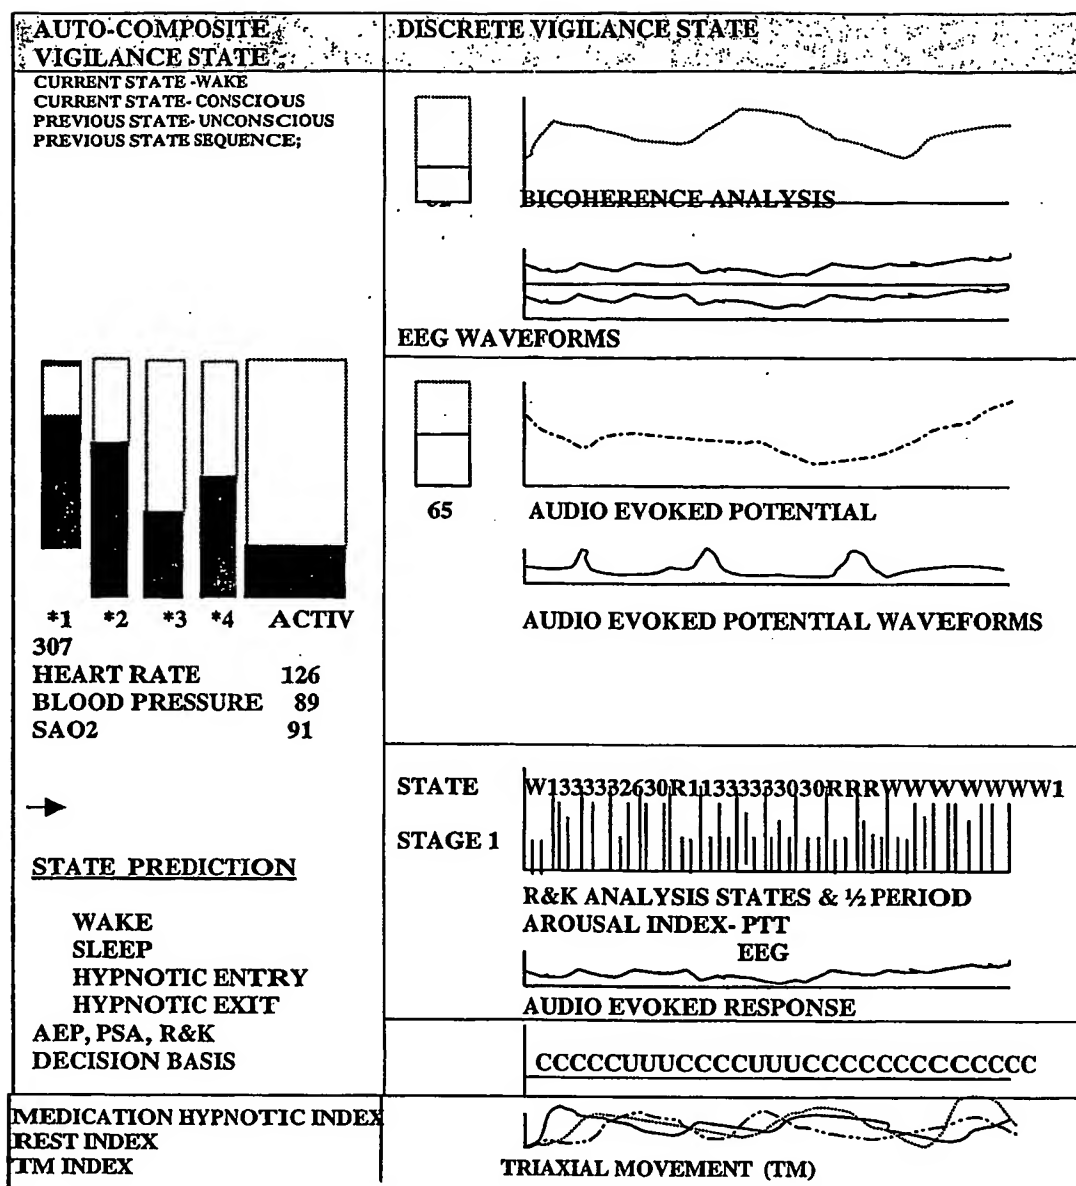 AUTO-COMPOSITE
VIGILANCE STATE
CURRENT STATE -WAKE
CURRENT STATE- CONSCIOUS
PREVIOUS STATE- UNCONSCIOUS
PREVIOUS STATE SEQUENCE;
*1 *2 *3 *4 ACTIV
307
HEART RATE 126
BLOOD PRESSURE 89
SAO2 91
STATE PREDICTION
WAKE
SLEEP
HYPNOTIC ENTRY
HYPNOTIC EXIT
AEP, PSA, R&K
DECISION BASIS
MEDICATION HYPNOTIC INDEX
REST INDEX
TM INDEX
DISCRETE VIGILANCE STATE
BICOHERENCE ANALYSIS
EEG WAVEFORMS
65 AUDIO EVOKED POTENTIAL
AUDIO EVOKED POTENTIAL WAVEFORMS
STATE W1333332630R11333333030RRRWWWWWWWW1
STAGE 1
R&K ANALYSIS STATES & ½ PERIOD
AROUSAL INDEX- PTT
EEG
AUDIO EVOKED RESPONSE
CCCCCUUUCCCCUUUCCCCCCCCCCCCCC
TRIAXIAL MOVEMENT (TM)